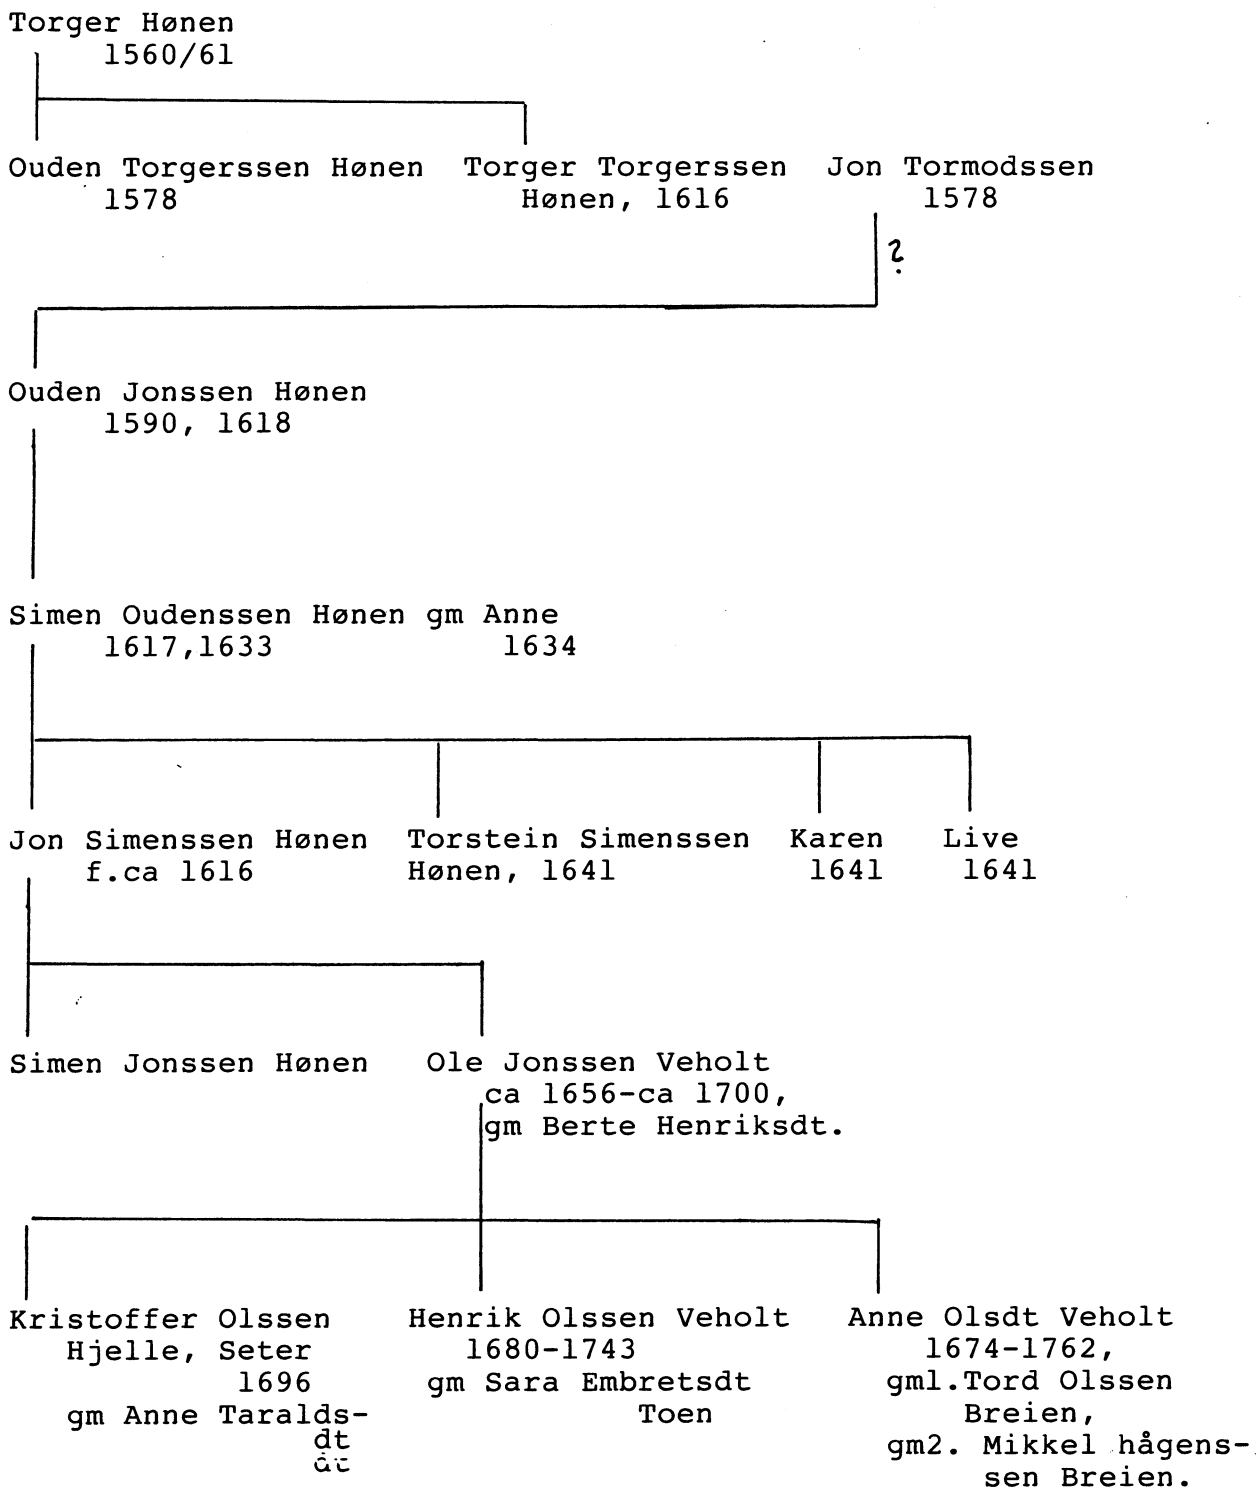 Torger Hønen
1560/61
Ouden Torgerssen Hønen
1578
Torger Torgerssen
Hønen, 1616
Jon Tormodssen
1578
?
Ouden Jonssen Hønen
1590, 1618
Simen Oudenssen Hønen gm Anne
1617,1633 1634
Jon Simenssen Hønen
f.ca 1616
Torstein Simenssen
Hønen, 1641
Karen
1641
Live
1641
Simen Jonssen Hønen
Ole Jonssen Veholt
ca 1656-ca 1700,
gm Berte Henriksdt.
Kristoffer Olssen
Hjelle, Seter
1696
gm Anne Taralds-
dt
Henrik Olssen Veholt
1680-1743
gm Sara Embretsdt
Toen
Anne Olsdt Veholt
1674-1762,
gm1.Tord Olssen
Breien,
gm2. Mikkel hågens-
sen Breien.